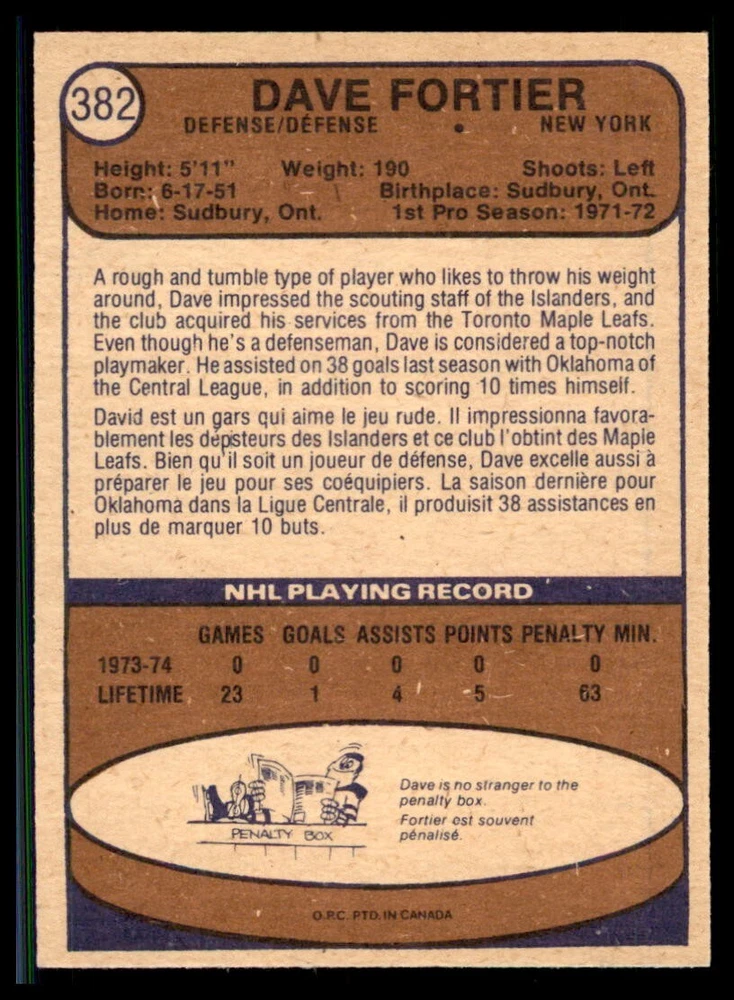 382
DAVE FORTIER
DEFENSE/DÉFENSE • NEW YORK
Height: 5'11" Weight: 190 Shoots: Left
Born: 6-17-51 Birthplace: Sudbury, Ont.
Home: Sudbury, Ont. 1st Pro Season: 1971-72
A rough and tumble type of player who likes to throw his weight
around, Dave impressed the scouting staff of the Islanders, and
the club acquired his services from the Toronto Maple Leafs.
Even though he's a defenseman, Dave is considered a top-notch
playmaker. He assisted on 38 goals last season with Oklahoma of
the Central League, in addition to scoring 10 times himself.
David est un gars qui aime le jeu rude. Il impressionna favora-
blement les dépisteurs des Islanders et ce club l'obtint des Maple
Leafs. Bien qu'il soit un joueur de défense, Dave excelle aussi à
préparer le jeu pour ses coéquipiers. La saison dernière pour
Oklahoma dans la Ligue Centrale, il produisit 38 assistances en
plus de marquer 10 buts.
NHL PLAYING RECORD
GAMES GOALS ASSISTS POINTS PENALTY MIN.
1973-74 0 0 0 0 0
LIFETIME 23 1 4 5 63
Dave is no stranger to the
penalty box.
Fortier est souvent
pénalisé.
PENALTY BOX
O.P.C. PTD. IN CANADA